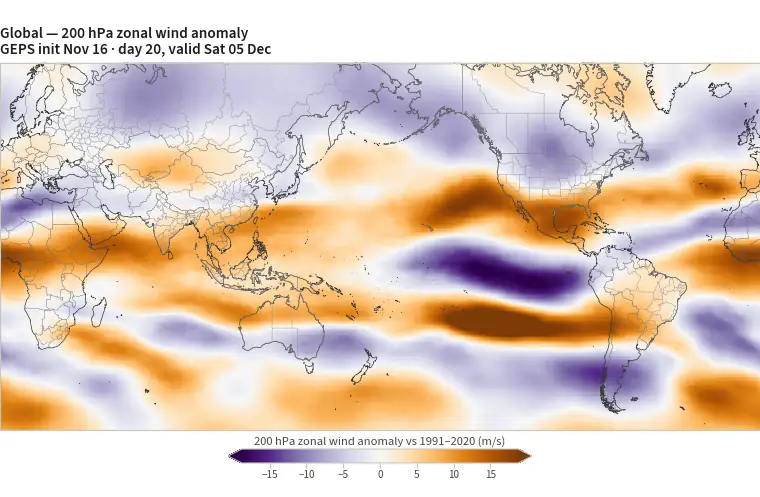 Global — 200 hPa zonal wind anomaly
GEPS init Nov 16 · day 20, valid Sat 05 Dec
200 hPa zonal wind anomaly vs 1991–2020 (m/s)
−15 −10 −5 0 5 10 15